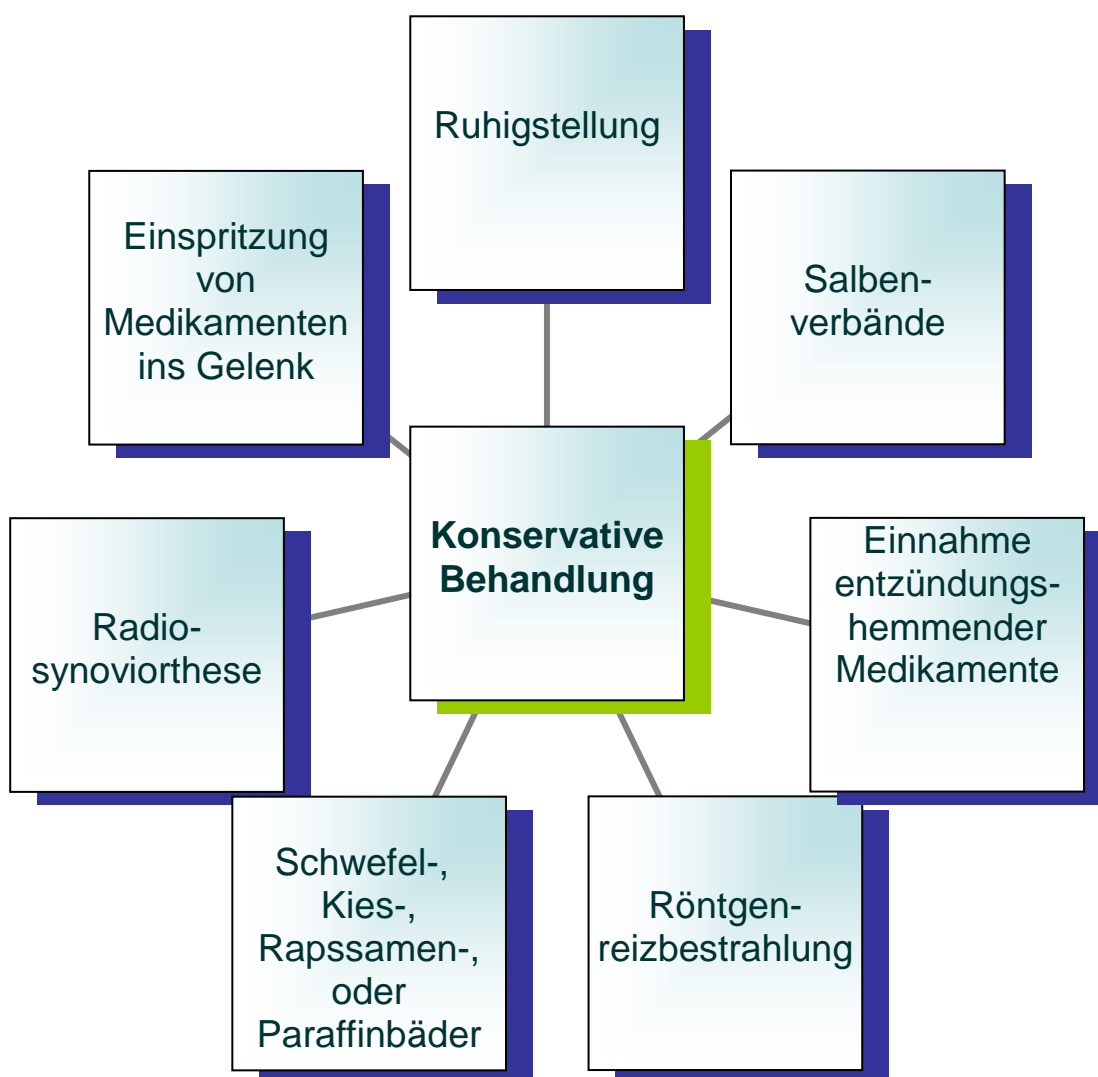 Ruhigstellung
Einspritzung
von
Medikamenten
ins Gelenk
Salben-
verbände
Konservative
Behandlung
Einnahme
entzündungs-
hemmender
Medikamente
Radio-
synoviorthese
Schwefel-,
Kies-,
Rapssamen-,
oder
Paraffinbäder
Röntgen-
reizbestrahlung